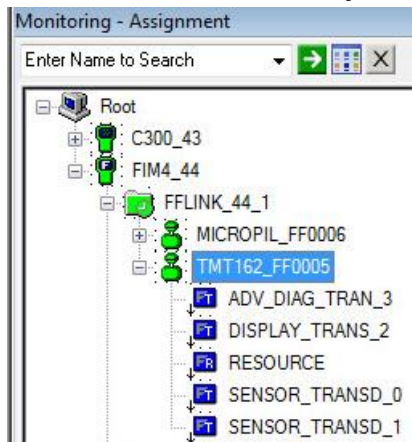 Monitoring - Assignment
Enter Name to Search
Root
C300_43
FIM4_44
FFLINK_44_1
MICROPIL_FF0006
TMT162_FF0005
FT ADV_DIAG_TRAN_3
FT DISPLAY_TRANS_2
FR RESOURCE
FT SENSOR_TRANSD_0
FT SENSOR_TRANSD_1